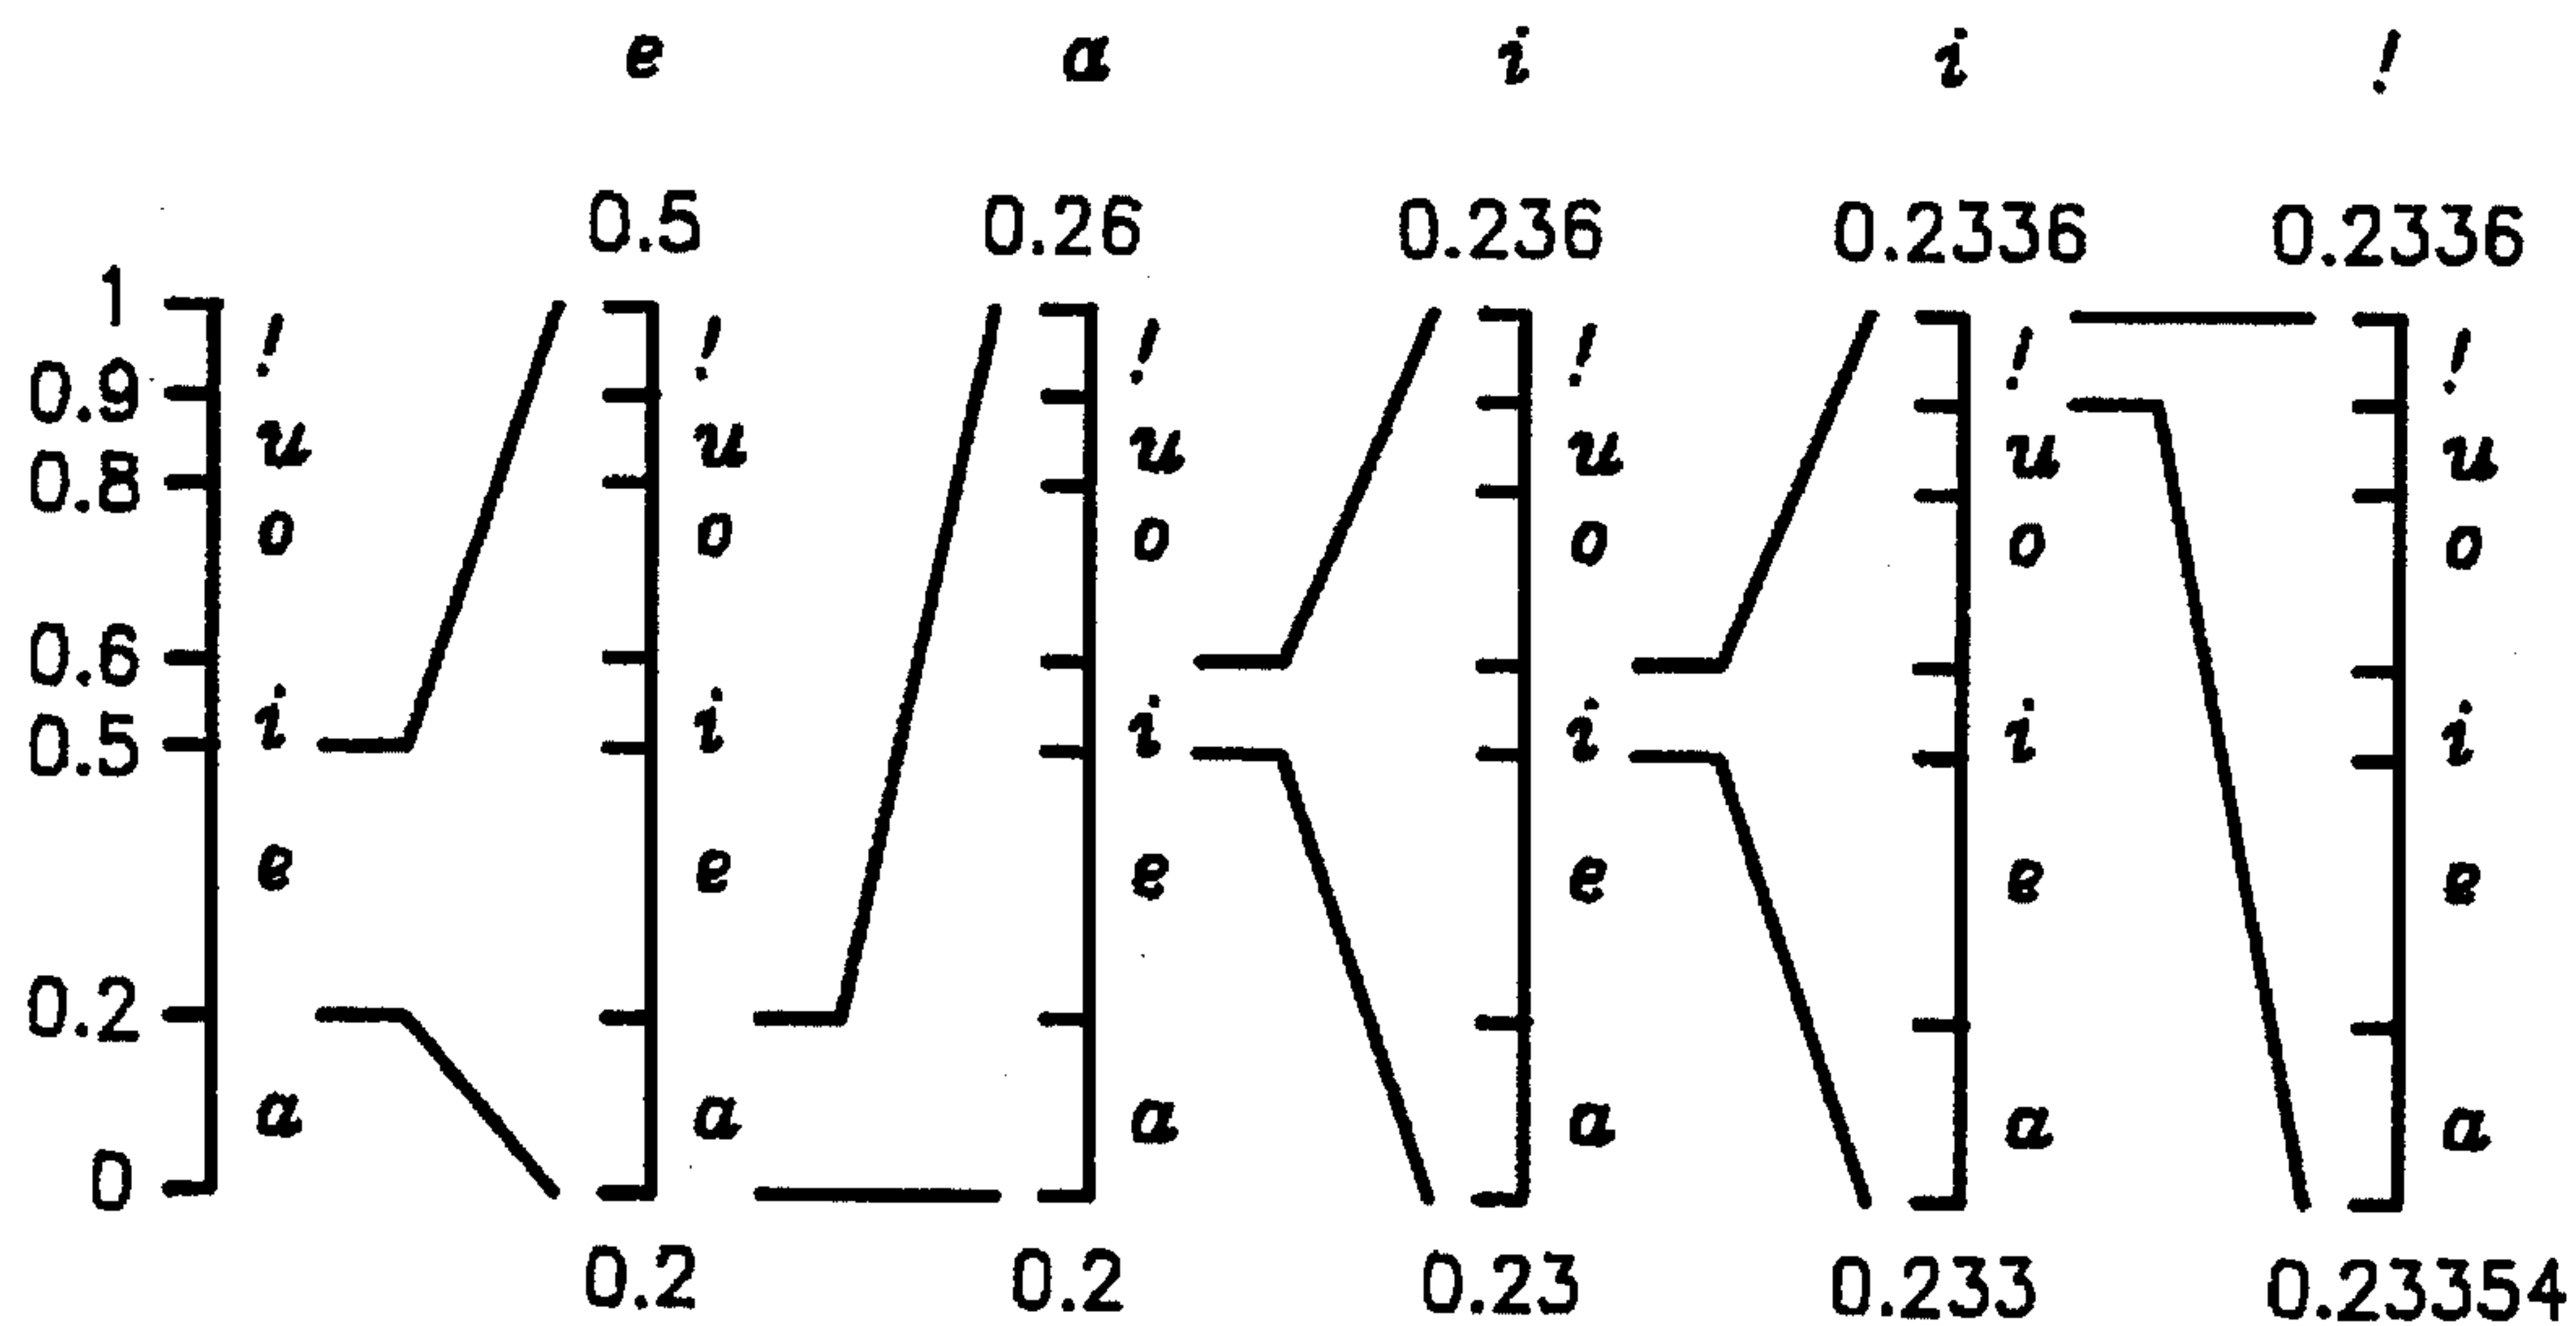 e a i i !
0.5 0.26 0.236 0.2336 0.2336
1 ! ! ! ! ! !
0.9
u u u u u u
0.8
o o o o o o
0.6
i i i i i i
0.5
e e e e e e
0.2
a a a a a a
0
0.2 0.2 0.23 0.233 0.23354